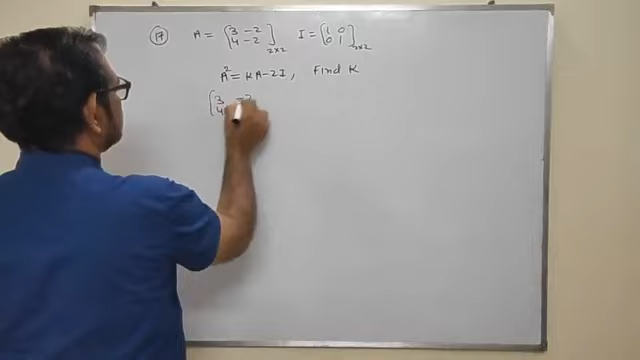 17 A = [3 -2 I = [1 0
4 -2]2x2 0 1]2x2
A² = KA-2I, Find K
[3 -2
4